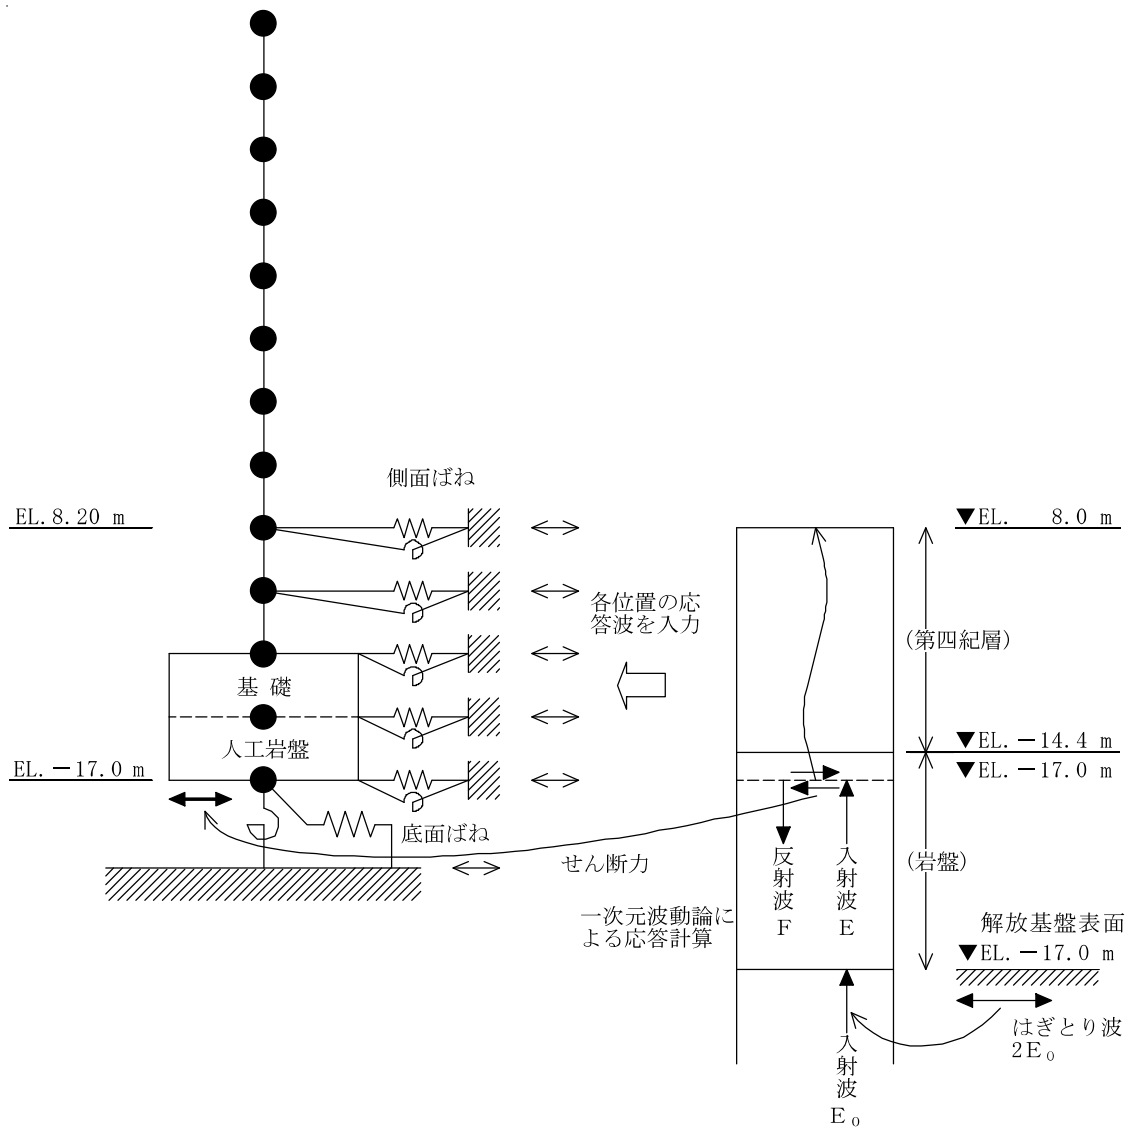 側面ばね
EL.8.20 m
▼EL. 8.0 m
各位置の応
答波を入力
(第四紀層)
基 礎
人工岩盤
▼EL.－14.4 m
EL.－17.0 m
▼EL.－17.0 m
底面ばね
せん断力
反射波F
入射波E
(岩盤)
一次元波動論に
よる応答計算
解放基盤表面
▼EL.－17.0 m
はぎとり波
2E₀
入射波E₀